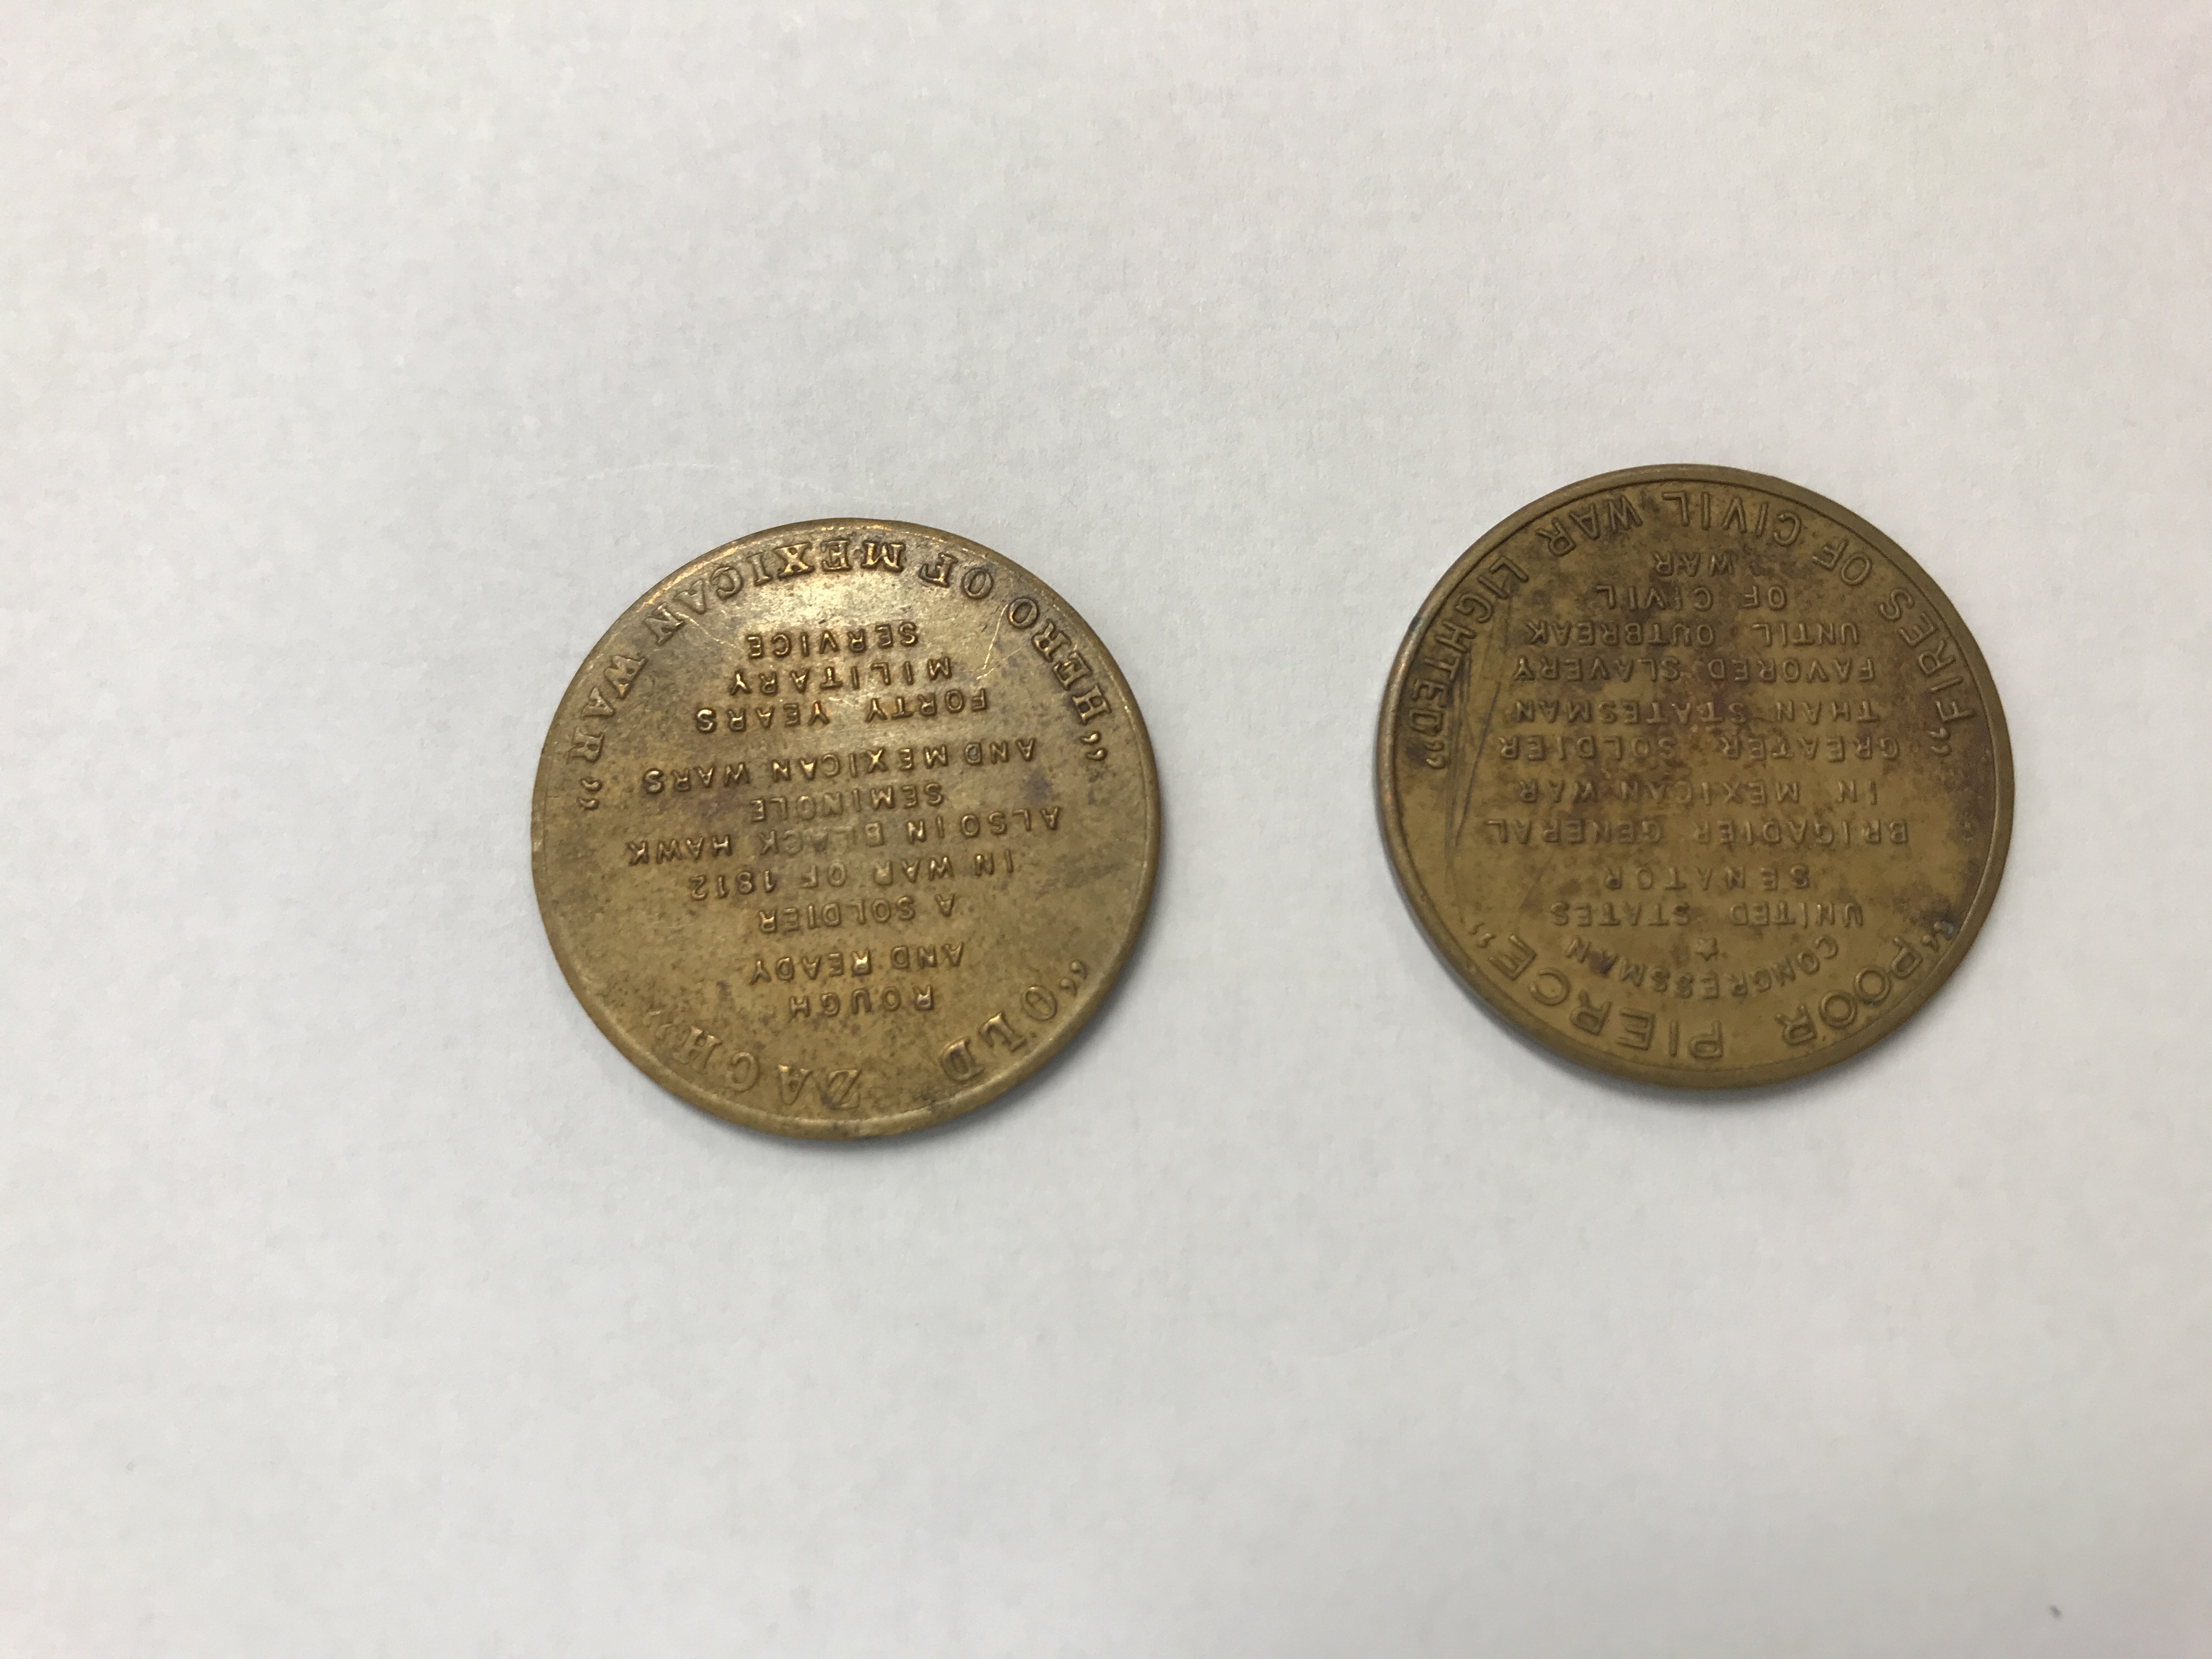 "OLD ZACH"
ROUGH
AND READY
A SOLDIER
IN WAR OF 1812
ALSO IN BLACK HAWK
SEMINOLE
AND MEXICAN WARS
FORTY YEARS
MILITARY
SERVICE
"HERO OF MEXICAN WAR"
"POOR PIERCE"
CONGRESSMAN
UNITED STATES
SENATOR
BRIGADIER GENERAL
IN MEXICAN WAR
GREATER SOLDIER
THAN STATESMAN
FAVORED SLAVERY
UNTIL OUTBREAK
OF CIVIL
WAR
"FIRES OF CIVIL WAR LIGHTED"